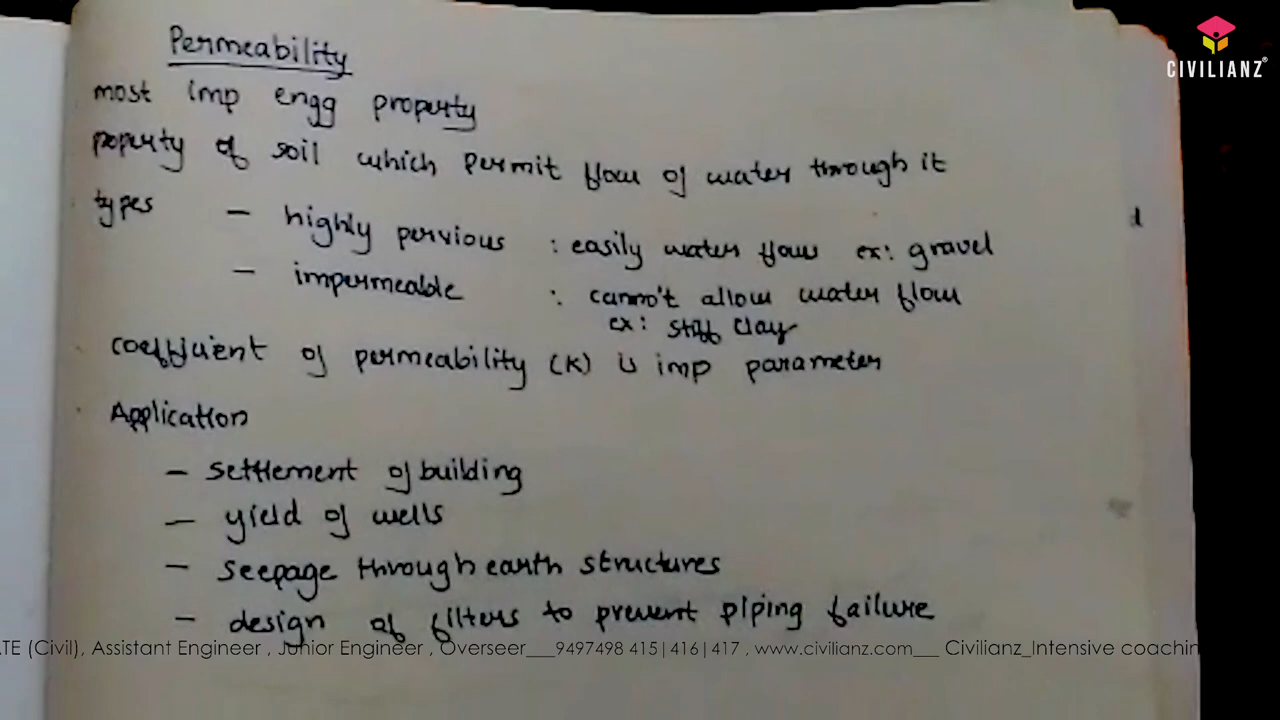 CIVILIANZ®
Permeability
most imp engg property
property of soil which permit flow of water through it
types - highly pervious : easily water flows ex: gravel
- impermeable : cannot allow water flow
ex: stiff clay
coefficient of permeability (K) is imp parameter
Application
- settlement of building
- yield of wells
- seepage through earth structures
- design of filters to prevent piping failure
TE (Civil), Assistant Engineer , Junior Engineer , Overseer___9497498 415|416|417 , www.civilianz.com___ Civilianz_Intensive coachin